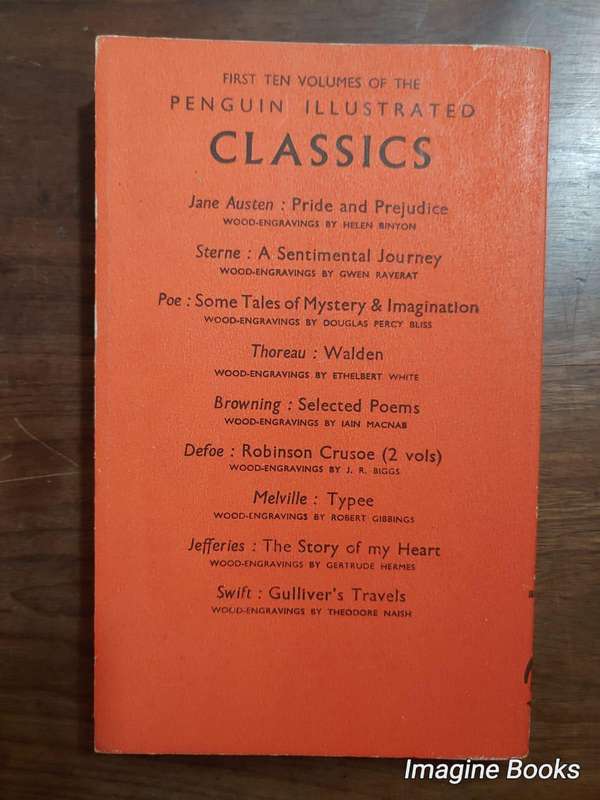 FIRST TEN VOLUMES OF THE
PENGUIN ILLUSTRATED
CLASSICS
Jane Austen : Pride and Prejudice
WOOD-ENGRAVINGS BY HELEN BINYON
Sterne : A Sentimental Journey
WOOD-ENGRAVINGS BY GWEN RAVERAT
Poe : Some Tales of Mystery & Imagination
WOOD-ENGRAVINGS BY DOUGLAS PERCY BLISS
Thoreau : Walden
WOOD-ENGRAVINGS BY ETHELBERT WHITE
Browning : Selected Poems
WOOD-ENGRAVINGS BY IAIN MACNAB
Defoe : Robinson Crusoe (2 vols)
WOOD-ENGRAVINGS BY J. R. BIGGS
Melville : Typee
WOOD-ENGRAVINGS BY ROBERT GIBBINGS
Jefferies : The Story of my Heart
WOOD-ENGRAVINGS BY GERTRUDE HERMES
Swift : Gulliver's Travels
WOOD-ENGRAVINGS BY THEODORE NAISH
Imagine Books